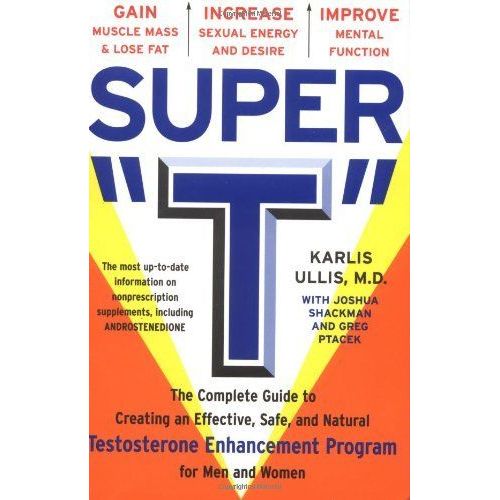 GAIN
MUSCLE MASS
& LOSE FAT
INCREASE
SEXUAL ENERGY
AND DESIRE
IMPROVE
MENTAL
FUNCTION
SUPER
"T"
The most up-to-date
information on
nonprescription
supplements, including
ANDROSTENEDIONE
KARLIS
ULLIS, M.D.
WITH JOSHUA
SHACKMAN
AND GREG
PTACEK
The Complete Guide to
Creating an Effective, Safe, and Natural
Testosterone Enhancement Program
for Men and Women